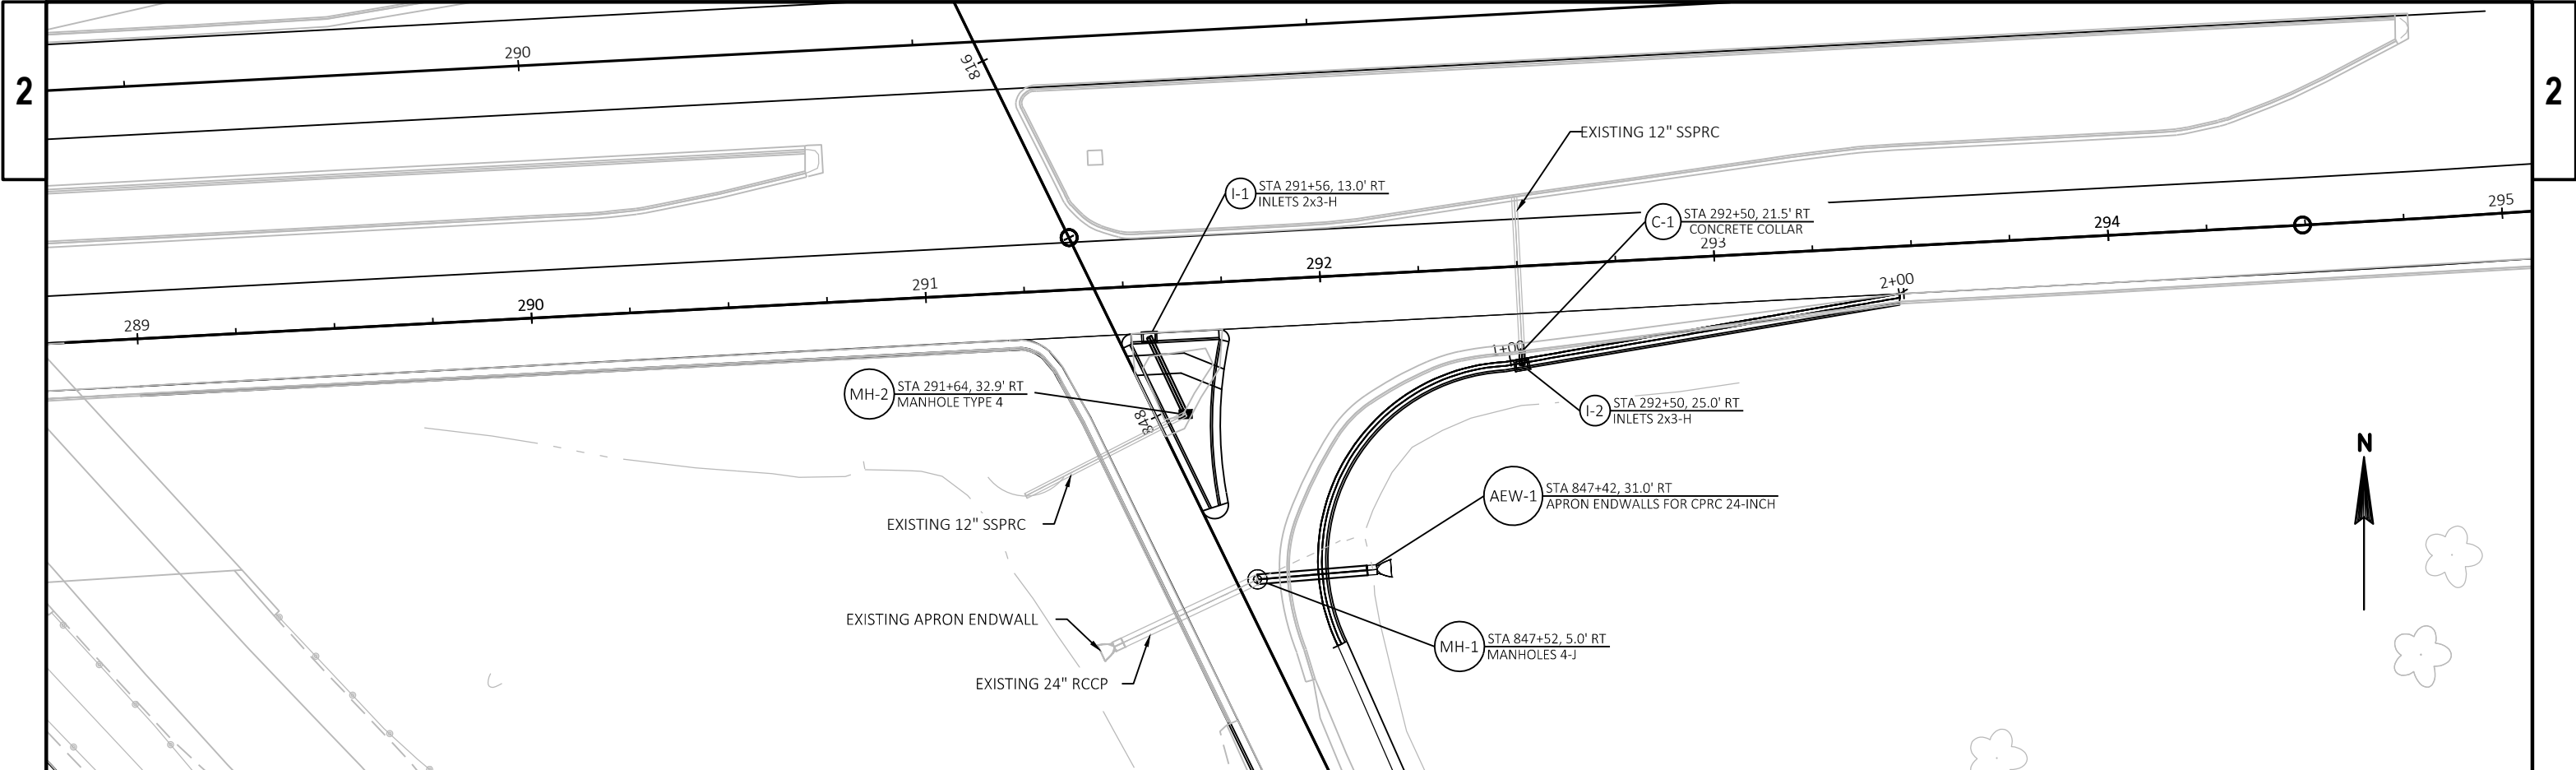 2
2
290
816
EXISTING 12" SSPRC
I-1
STA 291+56, 13.0' RT
INLETS 2x3-H
C-1
STA 292+50, 21.5' RT
CONCRETE COLLAR
295
294
293
292
291
290
289
2+00
1+00
MH-2
STA 291+64, 32.9' RT
MANHOLE TYPE 4
848
I-2
STA 292+50, 25.0' RT
INLETS 2x3-H
N
AEW-1
STA 847+42, 31.0' RT
APRON ENDWALLS FOR CPRC 24-INCH
EXISTING 12" SSPRC
EXISTING APRON ENDWALL
MH-1
STA 847+52, 5.0' RT
MANHOLES 4-J
EXISTING 24" RCCP